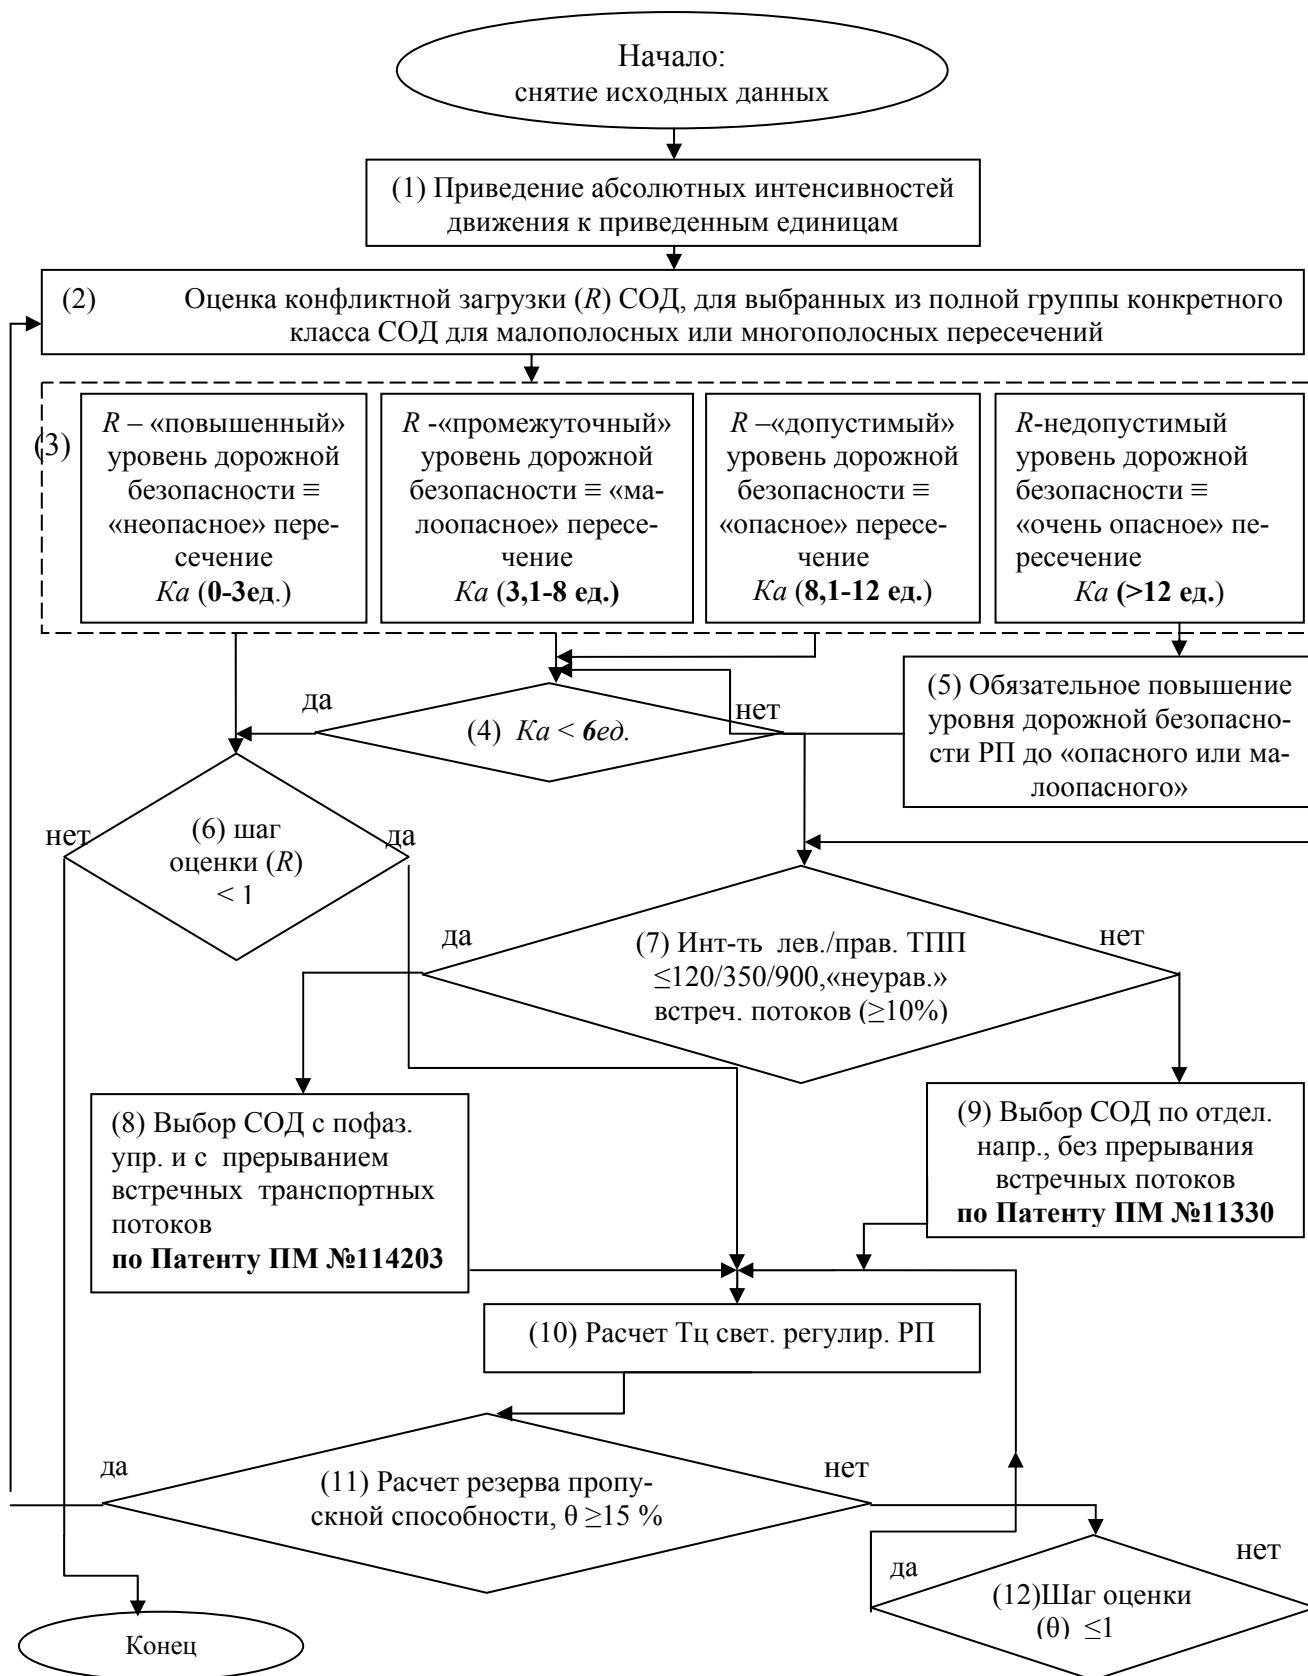 Начало:
снятие исходных данных
(1) Приведение абсолютных интенсивностей
движения к приведенным единицам
(2) Оценка конфликтной загрузки (R) СОД, для выбранных из полной группы конкретного
класса СОД для малополосных или многополосных пересечений
(3)
R – «повышенный»
уровень дорожной
безопасности ≡
«неопасное» пере-
сечение
Ка (0-3ед.)
R -«промежуточный»
уровень дорожной
безопасности ≡ «ма-
лоопасное» пересе-
чение
Ка (3,1-8 ед.)
R –«допустимый»
уровень дорожной
безопасности ≡
«опасное» пересе-
чение
Ка (8,1-12 ед.)
R-недопустимый
уровень дорожной
безопасности ≡
«очень опасное» пе-
ресечение
Ка (>12 ед.)
да
(4) Ка < 6ед.
нет
(5) Обязательное повышение
уровня дорожной безопасно-
сти РП до «опасного или ма-
лоопасного»
нет
(6) шаг
оценки (R)
< 1
да
да
(7) Инт-ть лев./прав. ТПП
≤120/350/900,«неурав.»
встреч. потоков (≥10%)
нет
(8) Выбор СОД с пофаз.
упр. и с прерыванием
встречных транспортных
потоков
по Патенту ПМ №114203
(9) Выбор СОД по отдел.
напр., без прерывания
встречных потоков
по Патенту ПМ №11330
(10) Расчет Тц свет. регулир. РП
да
(11) Расчет резерва пропу-
скной способности, θ ≥15 %
нет
да
(12)Шаг оценки
(θ) ≤1
нет
Конец